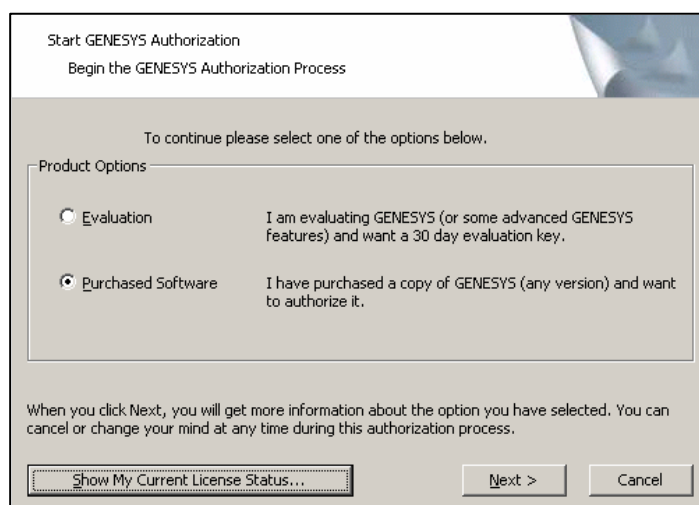 Start GENESYS Authorization
Begin the GENESYS Authorization Process
To continue please select one of the options below.
Product Options
Evaluation
I am evaluating GENESYS (or some advanced GENESYS
features) and want a 30 day evaluation key.
Purchased Software
I have purchased a copy of GENESYS (any version) and want
to authorize it.
When you click Next, you will get more information about the option you have selected. You can
cancel or change your mind at any time during this authorization process.
Show My Current License Status...
Next >
Cancel